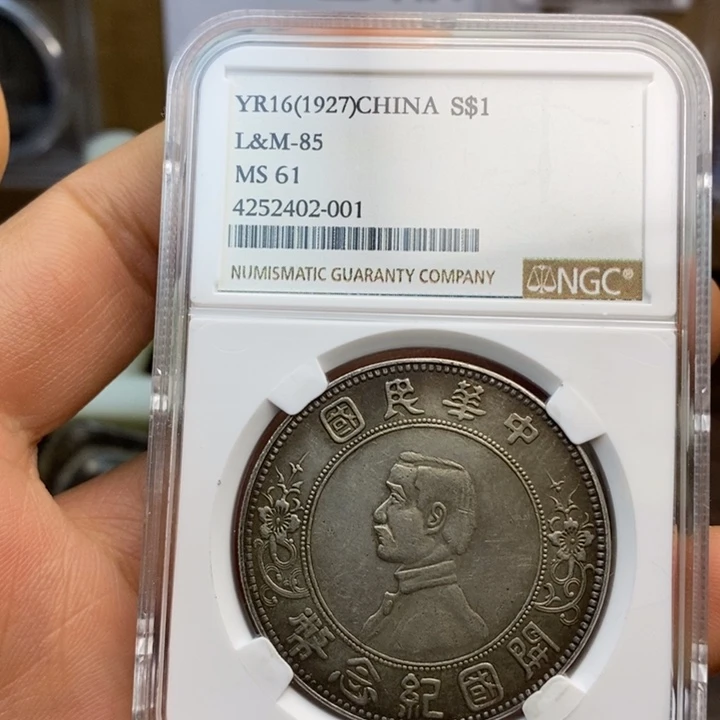 YR16(1927)CHINA S$1
L&M-85
MS 61
4252402-001
NUMISMATIC GUARANTY COMPANY
NGC®
中華民國
開國紀念幣